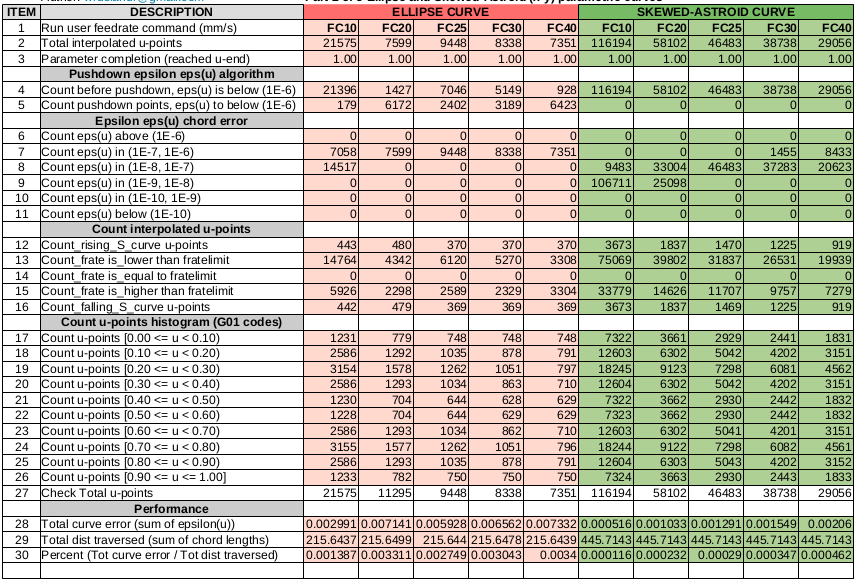 ITEM DESCRIPTION ELLIPSE CURVE SKEWED-ASTROID CURVE
1 Run user feedrate command (mm/s) FC10 FC20 FC25 FC30 FC40 FC10 FC20 FC25 FC30 FC40
2 Total interpolated u-points 21575 7599 9448 8338 7351 116194 58102 46483 38738 29056
3 Parameter completion (reached u-end) 1.00 1.00 1.00 1.00 1.00 1.00 1.00 1.00 1.00 1.00
Pushdown epsilon eps(u) algorithm
4 Count before pushdown, eps(u) is below (1E-6) 21396 1427 7046 5149 928 116194 58102 46483 38738 29056
5 Count pushdown points, eps(u) to below (1E-6) 179 6172 2402 3189 6423 0 0 0 0 0
Epsilon eps(u) chord error
6 Count eps(u) above (1E-6) 0 0 0 0 0 0 0 0 0 0
7 Count eps(u) in (1E-7, 1E-6) 7058 7599 9448 8338 7351 0 0 0 1455 8433
8 Count eps(u) in (1E-8, 1E-7) 14517 0 0 0 0 9483 33004 46483 37283 20623
9 Count eps(u) in (1E-9, 1E-8) 0 0 0 0 0 106711 25098 0 0 0
10 Count eps(u) in (1E-10, 1E-9) 0 0 0 0 0 0 0 0 0 0
11 Count eps(u) below (1E-10) 0 0 0 0 0 0 0 0 0 0
Count interpolated u-points
12 Count_rising_S_curve u-points 443 480 370 370 370 3673 1837 1470 1225 919
13 Count_frate is_lower than fratelimit 14764 4342 6120 5270 3308 75069 39802 31837 26531 19939
14 Count_frate is_equal to fratelimit 0 0 0 0 0 0 0 0 0 0
15 Count_frate is_higher than fratelimit 5926 2298 2589 2329 3304 33779 14626 11707 9757 7279
16 Count_falling_S_curve u-points 442 479 369 369 369 3673 1837 1469 1225 919
Count u-points histogram (G01 codes)
17 Count u-points [0.00 <= u < 0.10) 1231 779 748 748 748 7322 3661 2929 2441 1831
18 Count u-points [0.10 <= u < 0.20) 2586 1292 1035 878 791 12603 6302 5042 4202 3151
19 Count u-points [0.20 <= u < 0.30) 3154 1578 1262 1051 797 18245 9123 7298 6081 4562
20 Count u-points [0.30 <= u < 0.40) 2586 1293 1034 862 710 12604 6302 5042 4202 3151
21 Count u-points [0.40 <= u < 0.50) 1230 704 644 628 629 7322 3662 2930 2442 1832
22 Count u-points [0.50 <= u < 0.60) 1228 704 644 629 629 7323 3662 2930 2442 1832
23 Count u-points [0.60 <= u < 0.70) 2586 1293 1034 863 710 12603 6302 5041 4201 3151
24 Count u-points [0.70 <= u < 0.80) 3155 1577 1262 1051 796 18244 9122 7298 6082 4561
25 Count u-points [0.80 <= u < 0.90) 2586 1293 1035 878 791 12604 6303 5043 4202 3152
26 Count u-points [0.90 <= u <= 1.00] 1233 782 750 750 750 7324 3663 2930 2443 1833
27 Check Total u-points 21575 11295 9448 8338 7351 116194 58102 46483 38738 29056
Performance
28 Total curve error (sum of epsilon(u)) 0.002991 0.007141 0.005928 0.006562 0.007332 0.000516 0.001033 0.001291 0.001549 0.00206
29 Total dist traversed (sum of chord lengths) 215.6437 215.6499 215.644 215.6478 215.6439 445.7143 445.7143 445.7143 445.7143 445.7143
30 Percent (Tot curve error / Tot dist traversed) 0.001387 0.003311 0.002749 0.003043 0.0034 0.000116 0.000232 0.00029 0.000347 0.000462